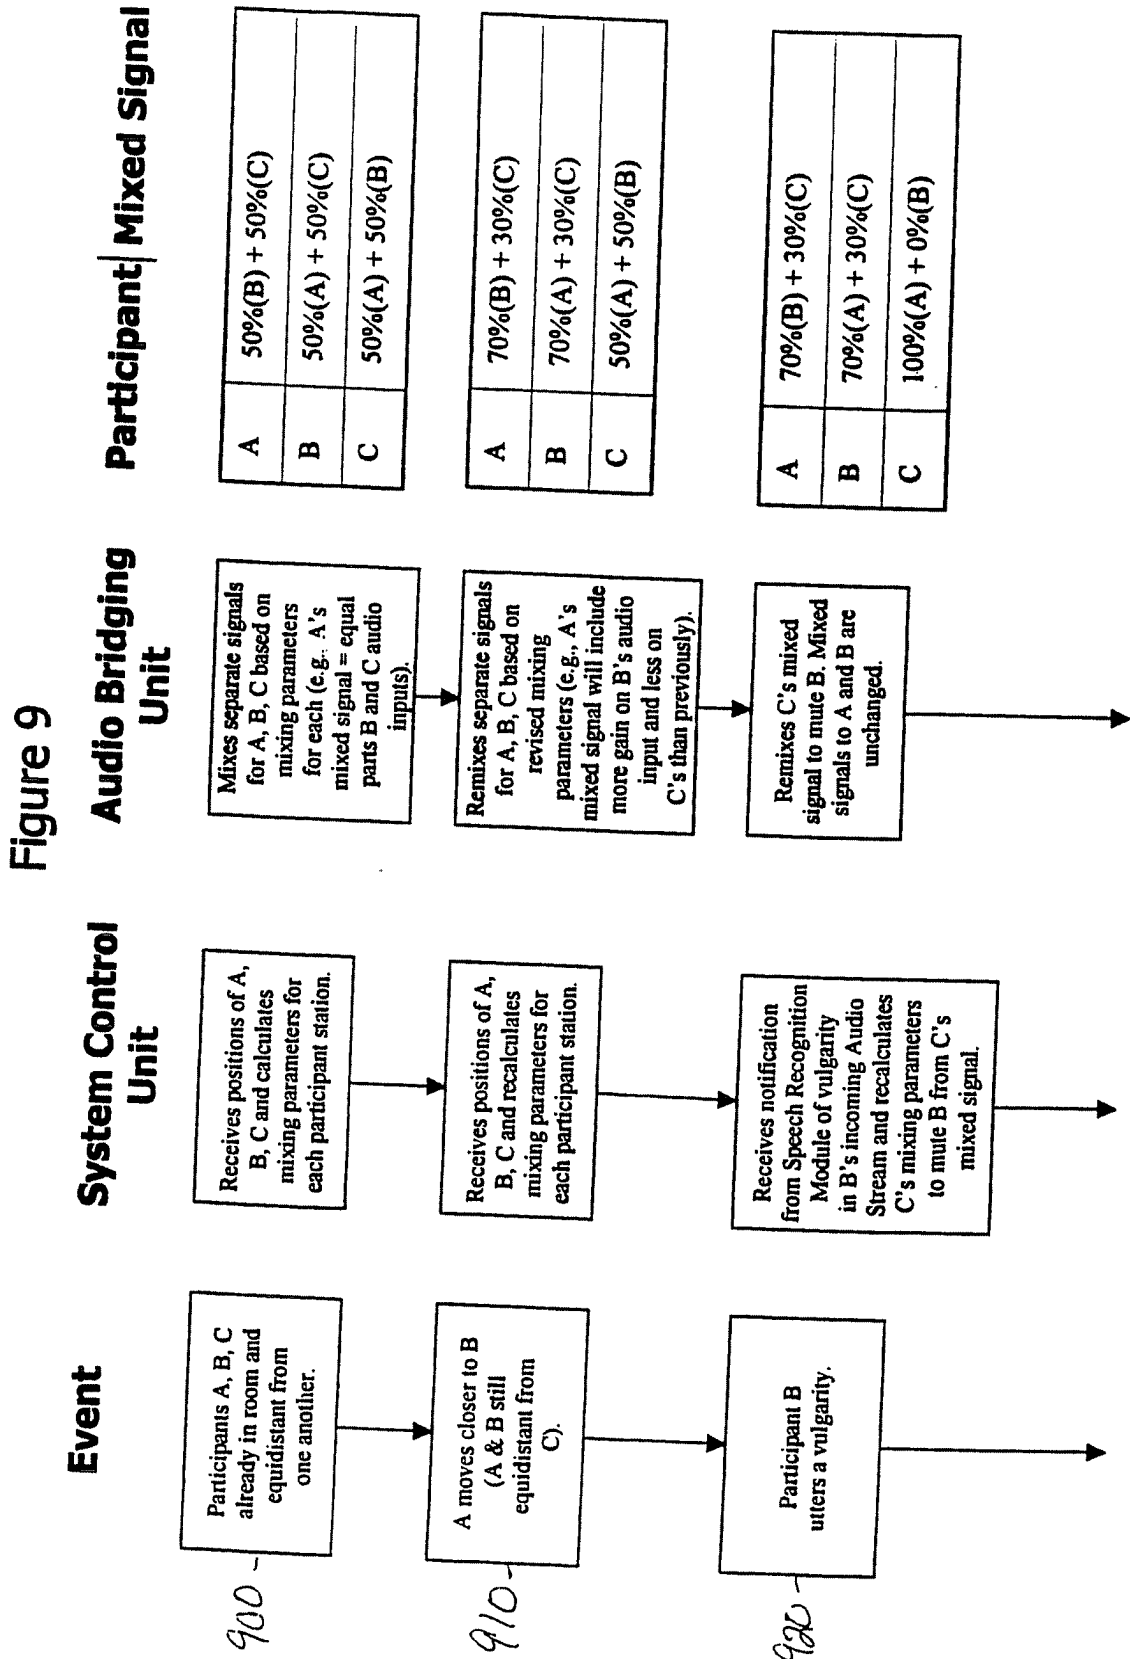 Figure 9
Event
System Control
Unit
Audio Bridging
Unit
Participant | Mixed Signal
900
Participants A, B, C
already in room and
equidistant from
one another.
Receives positions of A,
B, C and calculates
mixing parameters for
each participant station.
Mixes separate signals
for A, B, C based on
mixing parameters
for each (e.g. A's
mixed signal = equal
parts B and C audio
inputs).
A 50%(B) + 50%(C)
B 50%(A) + 50%(C)
C 50%(A) + 50%(B)
910
A moves closer to B
(A & B still
equidistant from
C).
Receives positions of A,
B, C and recalculates
mixing parameters for
each participant station.
Remixes separate signals
for A, B, C based on
revised mixing
parameters (e.g., A's
mixed signal will include
more gain on B's audio
input and less on
C's than previously).
A 70%(B) + 30%(C)
B 70%(A) + 30%(C)
C 50%(A) + 50%(B)
920
Participant B
utters a vulgarity.
Receives notification
from Speech Recognition
Module of vulgarity
in B's incoming Audio
Stream and recalculates
C's mixing parameters
to mute B from C's
mixed signal.
Remixes C's mixed
signal to mute B. Mixed
signals to A and B are
unchanged.
A 70%(B) + 30%(C)
B 70%(A) + 30%(C)
C 100%(A) + 0%(B)